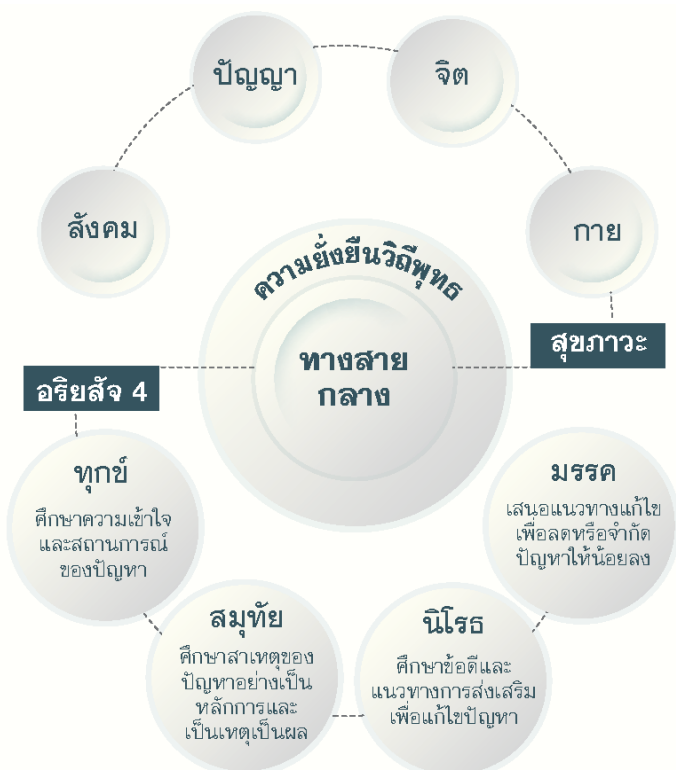 ปัญญา
จิต
สังคม
กาย
ความยั่งยืนวิถีพุทธ
ทางสาย
กลาง
สุขภาวะ
อริยสัจ 4
ทุกข์
ศึกษาความเข้าใจ
และสถานการณ์
ของปัญหา
สมุทัย
ศึกษาสาเหตุของ
ปัญหาอย่างเป็น
หลักการและ
เป็นเหตุเป็นผล
นิโรธ
ศึกษาข้อดีและ
แนวทางการส่งเสริม
เพื่อแก้ไขปัญหา
มรรค
เสนอแนวทางแก้ไข
เพื่อลดหรือจำกัด
ปัญหาให้น้อยลง